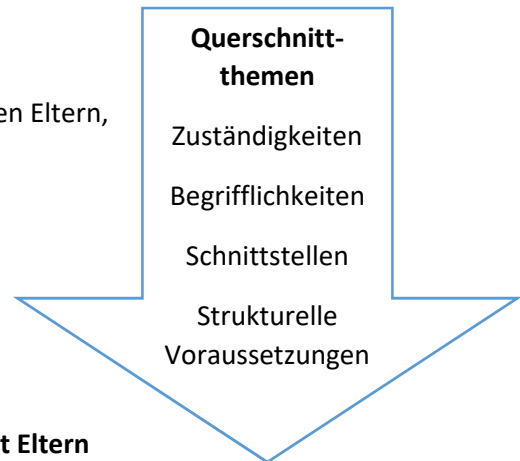 Querschnitt-
themen
en Eltern,
Zuständigkeiten
Begrifflichkeiten
Schnittstellen
Strukturelle
Voraussetzungen
t Eltern